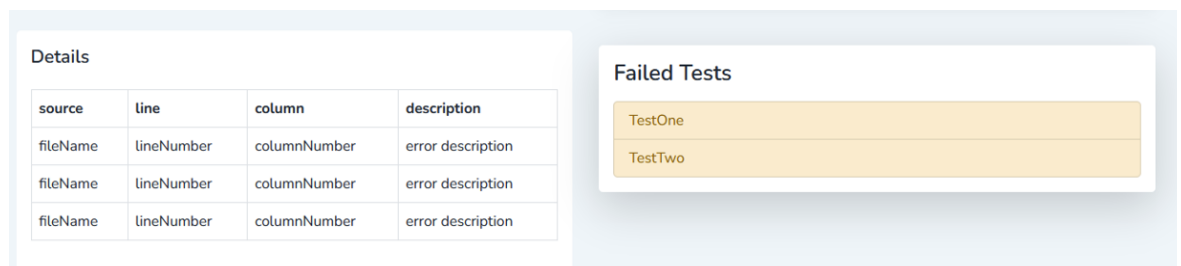 Details
source line column description
fileName lineNumber columnNumber error description
fileName lineNumber columnNumber error description
fileName lineNumber columnNumber error description
Failed Tests
TestOne
TestTwo